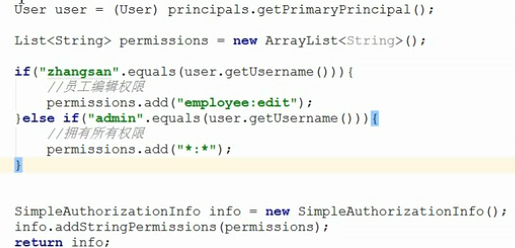 User user = (User) principals.getPrimaryPrincipal();
List<String> permissions = new ArrayList<String>();
if("zhangsan".equals(user.getUsername())){
//员工编辑权限
permissions.add("employee:edit");
}else if("admin".equals(user.getUsername())){
//拥有所有权限
permissions.add("*:*");
}
SimpleAuthorizationInfo info = new SimpleAuthorizationInfo();
info.addStringPermissions(permissions);
return info;